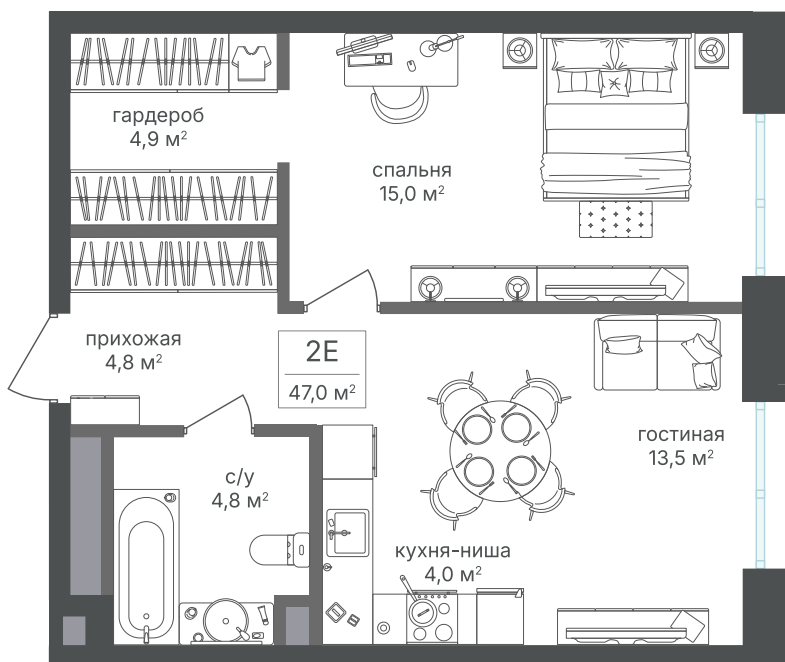 гардероб
4,9 м²
спальня
15,0 м²
прихожая
4,8 м²
2Е
47,0 м²
гостиная
13,5 м²
с/у
4,8 м²
кухня-ниша
4,0 м²